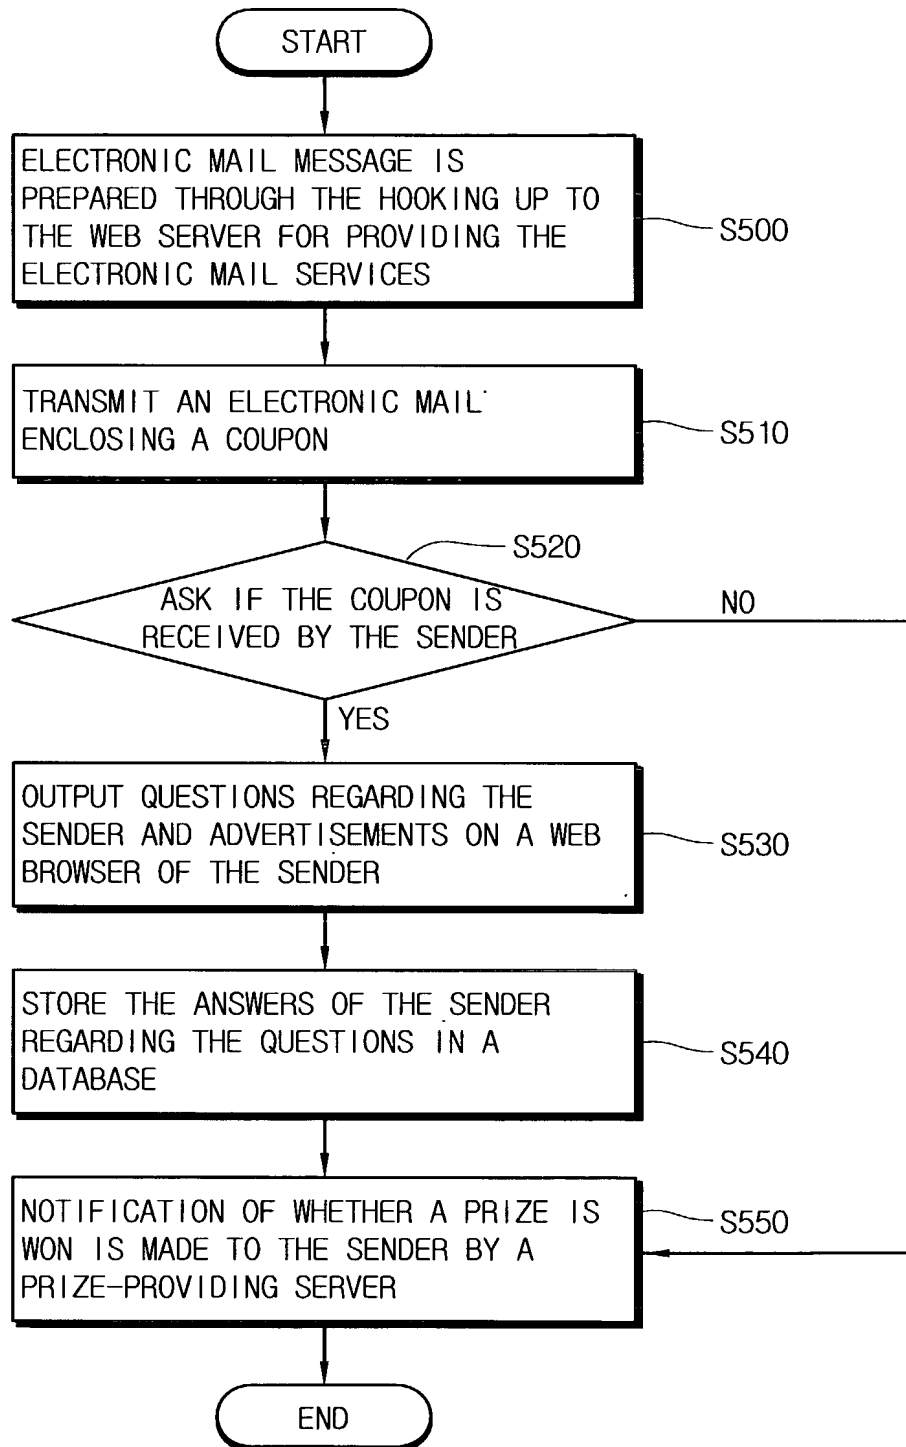 START
ELECTRONIC MAIL MESSAGE IS
PREPARED THROUGH THE HOOKING UP TO
THE WEB SERVER FOR PROVIDING THE
ELECTRONIC MAIL SERVICES
S500
TRANSMIT AN ELECTRONIC MAIL
ENCLOSING A COUPON
S510
S520
ASK IF THE COUPON IS
RECEIVED BY THE SENDER
NO
YES
OUTPUT QUESTIONS REGARDING THE
SENDER AND ADVERTISEMENTS ON A WEB
BROWSER OF THE SENDER
S530
STORE THE ANSWERS OF THE SENDER
REGARDING THE QUESTIONS IN A
DATABASE
S540
NOTIFICATION OF WHETHER A PRIZE IS
WON IS MADE TO THE SENDER BY A
PRIZE-PROVIDING SERVER
S550
END